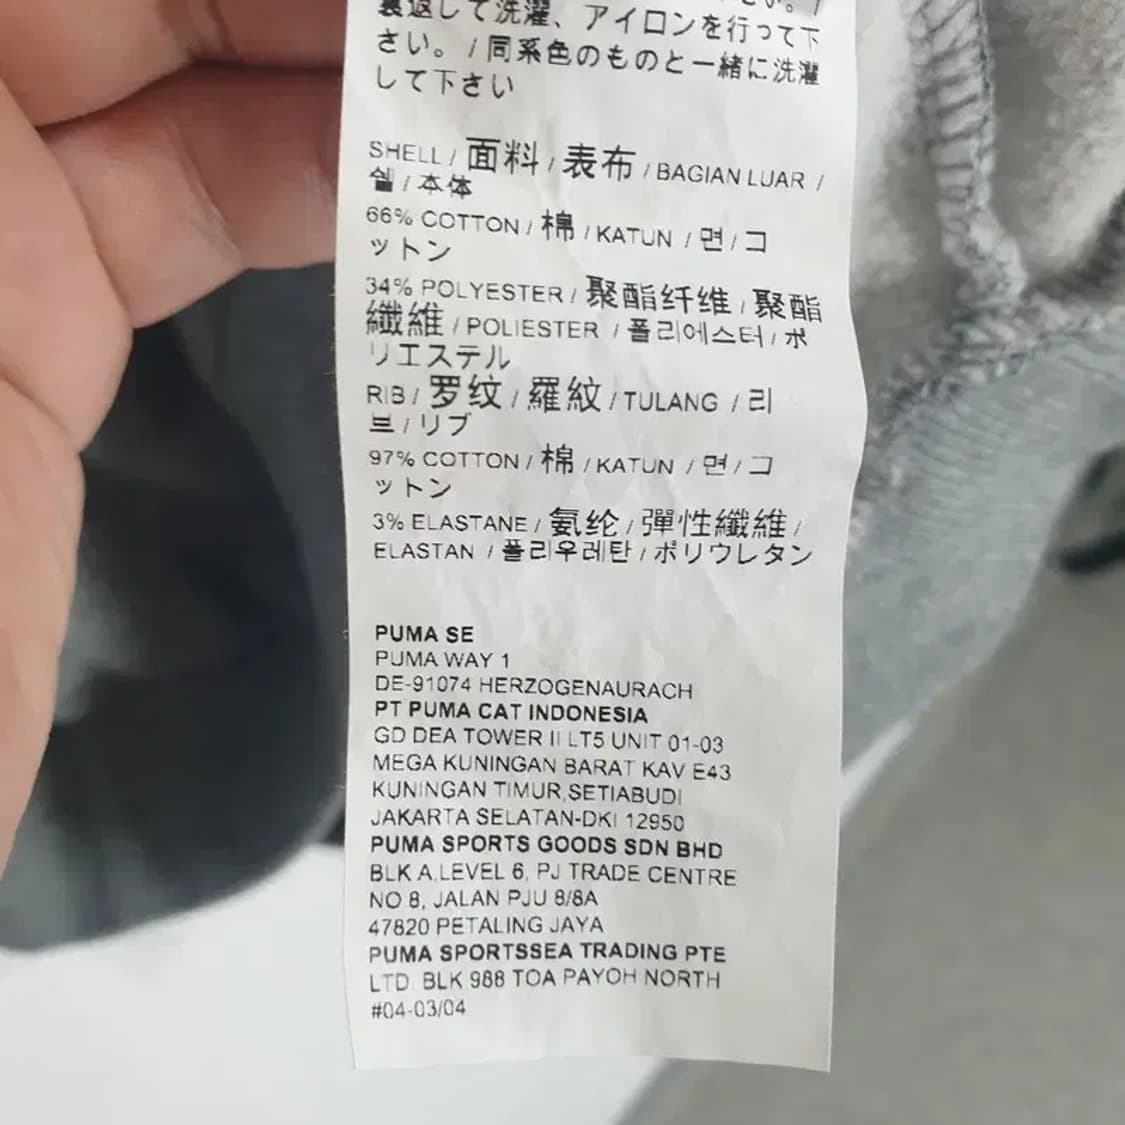 裏返して洗濯、アイロンを行って下
さい。/同系色のものと一緒に洗濯
して下さい
SHELL / 面料 / 表布 / BAGIAN LUAR /
쉘 / 本体
66% COTTON / 棉 / KATUN / 면 / コ
ットン
34% POLYESTER / 聚酯纤维 / 聚酯
纖維 / POLIESTER / 폴리에스터 / ポ
リエステル
RIB / 罗纹 / 羅紋 / TULANG / 리
브 / リブ
97% COTTON / 棉 / KATUN / 면 / コ
ットン
3% ELASTANE / 氨纶 / 彈性纖維 /
ELASTAN / 폴리우레탄 / ポリウレタン
PUMA SE
PUMA WAY 1
DE-91074 HERZOGENAURACH
PT PUMA CAT INDONESIA
GD DEA TOWER II LT5 UNIT 01-03
MEGA KUNINGAN BARAT KAV E43
KUNINGAN TIMUR,SETIABUDI
JAKARTA SELATAN-DKI 12950
PUMA SPORTS GOODS SDN BHD
BLK A,LEVEL 6, PJ TRADE CENTRE
NO 8, JALAN PJU 8/8A
47820 PETALING JAYA
PUMA SPORTSSEA TRADING PTE
LTD. BLK 988 TOA PAYOH NORTH
#04-03/04